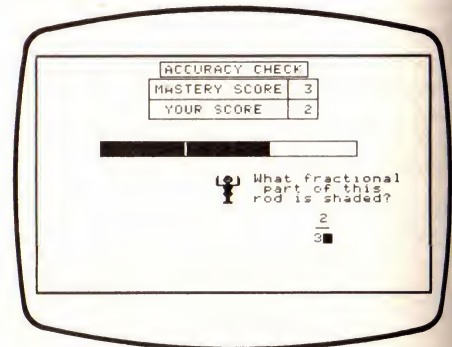 ACCURACY CHECK
MASTERY SCORE 3
YOUR SCORE 2
What fractional
part of this
rod is shaded?
2
3